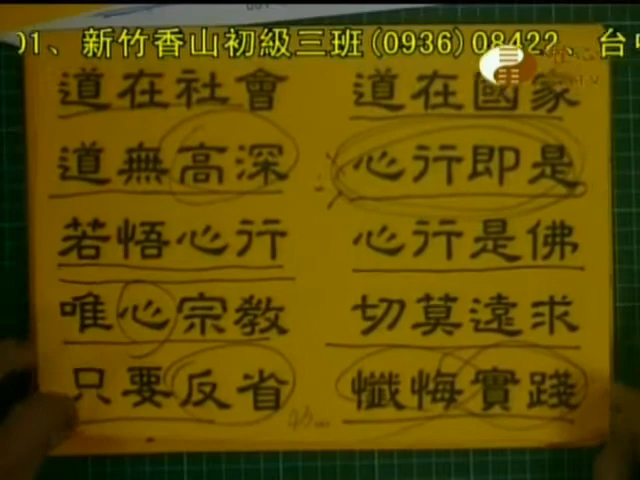 01、新竹香山初級三班(0936)08422、台中
道在社會 道在國家
道無高深 心行即是
若悟心行 心行是佛
唯心宗教 切莫遠求
只要反省 懺悔實踐